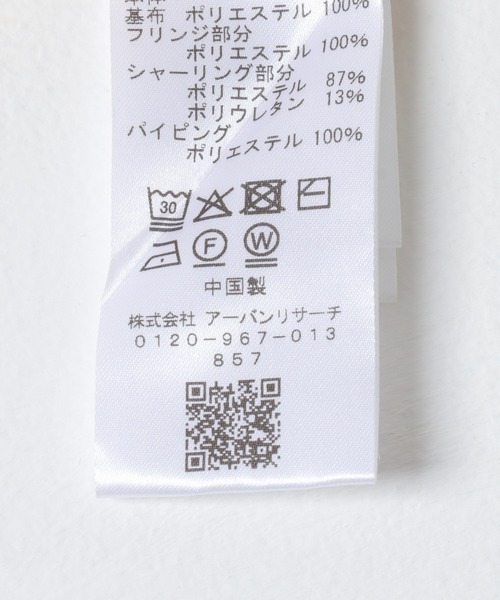 本体
基布 ポリエステル 100%
フリンジ部分
ポリエステル 100%
シャーリング部分
ポリエステル 87%
ポリウレタン 13%
パイピング
ポリエステル 100%
30
F W
中国製
株式会社 アーバンリサーチ
0120-967-013
857